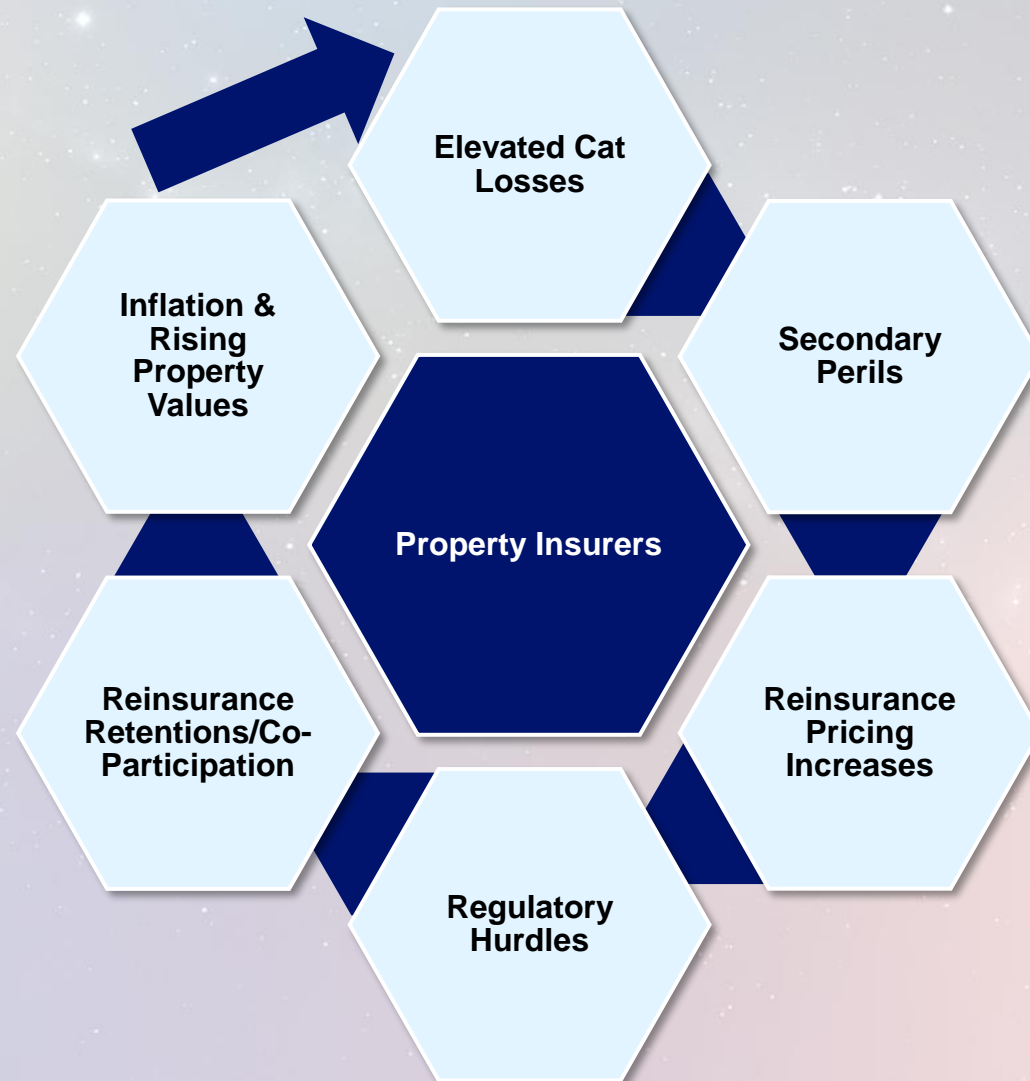 Elevated Cat
Losses
Inflation &
Rising
Property
Values
Secondary
Perils
Property Insurers
Reinsurance
Retentions/Co-
Participation
Reinsurance
Pricing
Increases
Regulatory
Hurdles